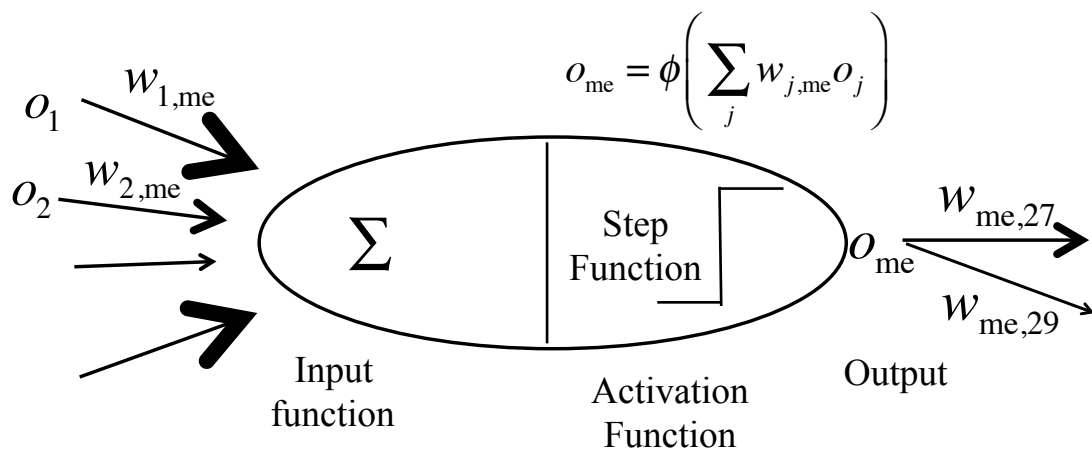 o_me = ϕ(∑_j w_j,me o_j)
w_1,me
o_1
w_2,me
o_2
∑
Step
Function
o_me
w_me,27
w_me,29
Input
function
Activation
Function
Output